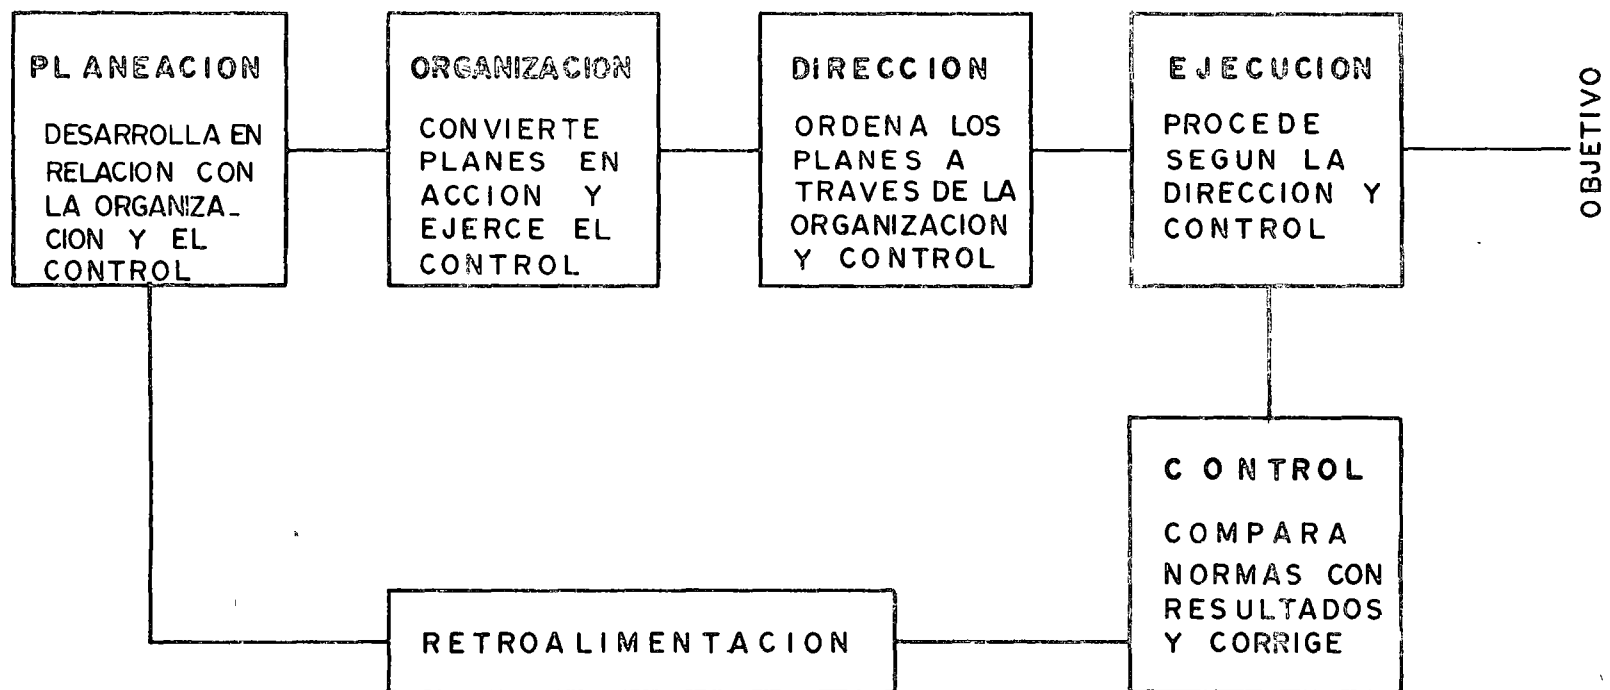 PLANEACION
DESARROLLA EN
RELACION CON
LA ORGANIZA-
CION Y EL
CONTROL
ORGANIZACION
CONVIERTE
PLANES EN
ACCION Y
EJERCE EL
CONTROL
DIRECCION
ORDENA LOS
PLANES A
TRAVES DE LA
ORGANIZACION
Y CONTROL
EJECUCION
PROCEDE
SEGUN LA
DIRECCION Y
CONTROL
OBJETIVO
CONTROL
COMPARA
NORMAS CON
RESULTADOS
Y CORRIGE
RETROALIMENTACION